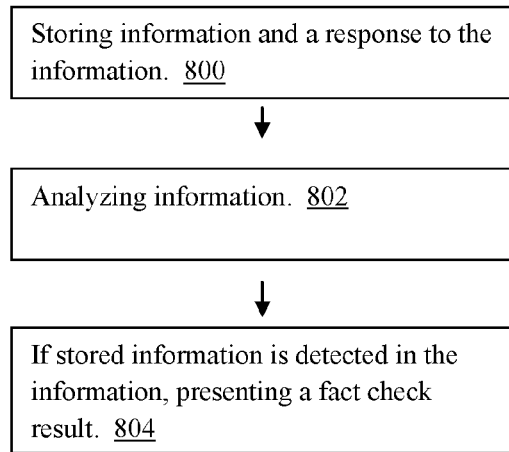 Storing information and a response to the
information. 800
Analyzing information. 802
If stored information is detected in the
information, presenting a fact check
result. 804